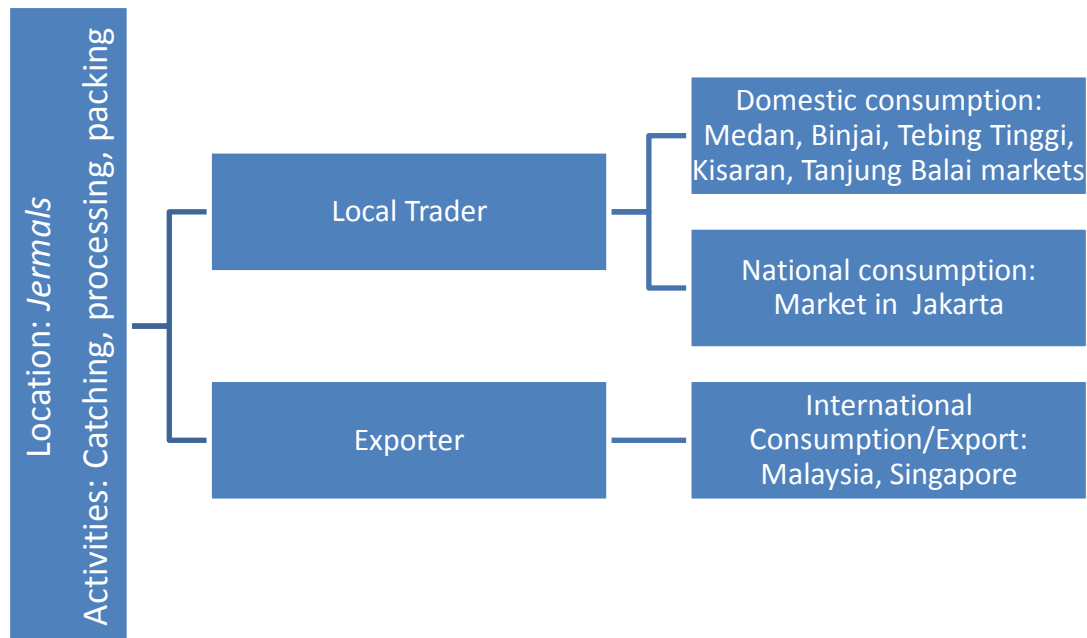 Location: Jermals
Activities: Catching, processing, packing
Local Trader
Domestic consumption:
Medan, Binjai, Tebing Tinggi,
Kisaran, Tanjung Balai markets
National consumption:
Market in Jakarta
Exporter
International
Consumption/Export:
Malaysia, Singapore